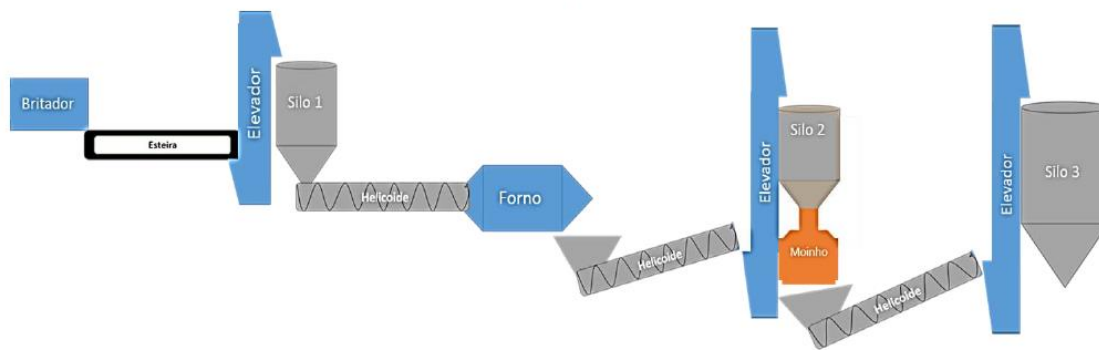 Britador
Esteira
Elevador
Silo 1
Helicoide
Forno
Helicoide
Elevador
Silo 2
Moinho
Helicoide
Elevador
Silo 3